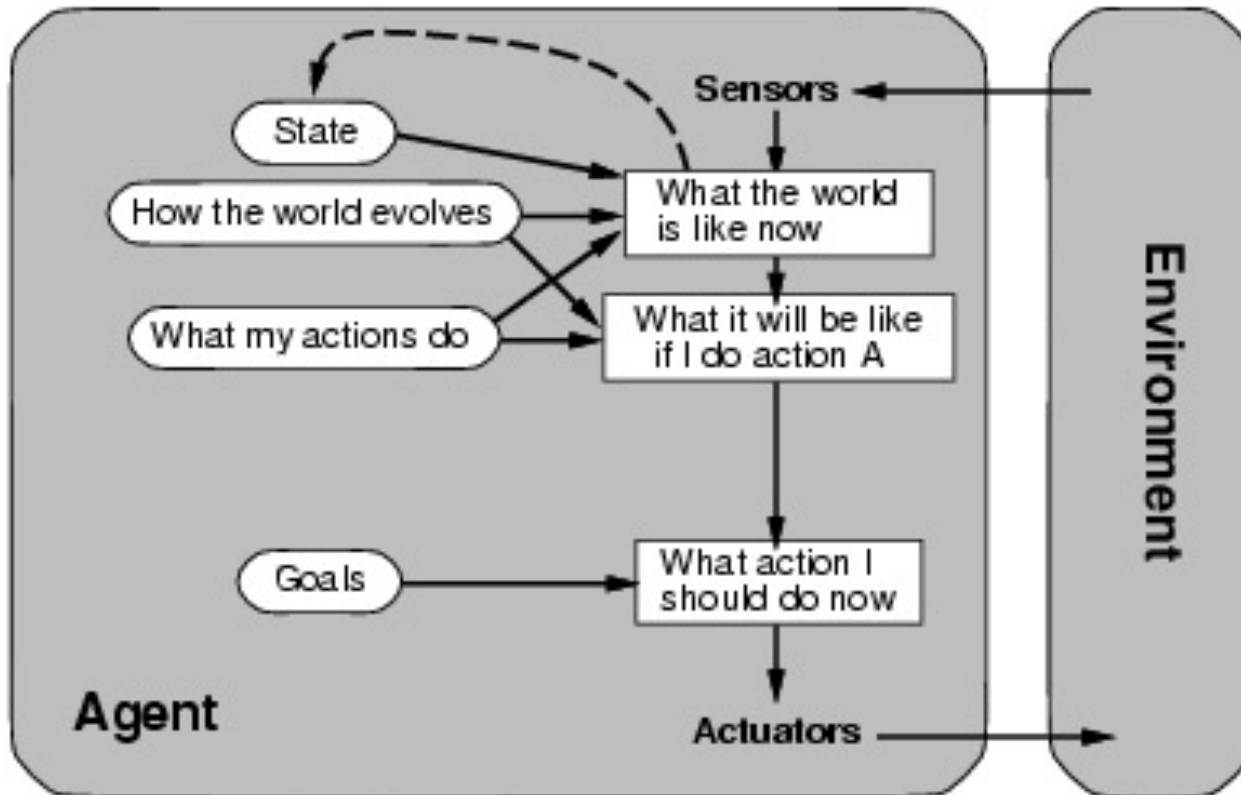 Sensors
State
What the world
is like now
How the world evolves
What my actions do
What it will be like
if I do action A
Environment
Goals
What action I
should do now
Agent
Actuators